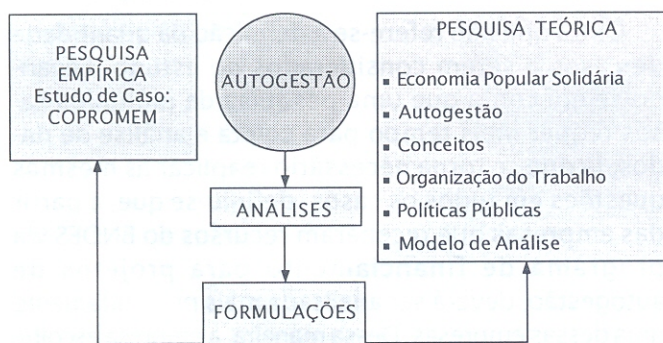 PESQUISA
EMPÍRICA
Estudo de Caso:
COPROMEM
AUTOGESTÃO
ANÁLISES
FORMULAÇÕES
PESQUISA TEÓRICA
▪ Economia Popular Solidária
▪ Autogestão
▪ Conceitos
▪ Organização do Trabalho
▪ Políticas Públicas
▪ Modelo de Análise